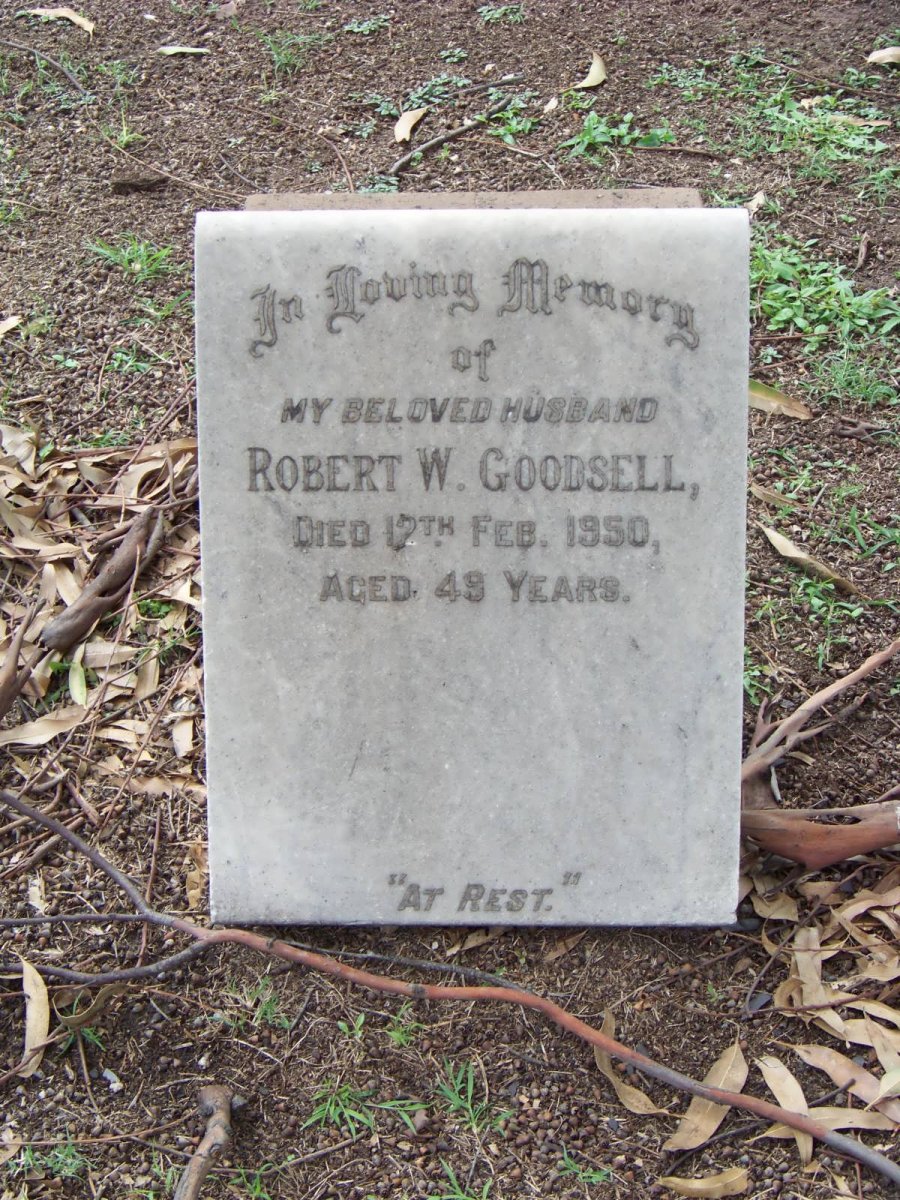 In Loving Memory
of
MY BELOVED HUSBAND
ROBERT W. GOODSELL,
DIED 12TH FEB. 1950,
AGED 49 YEARS.
"AT REST."